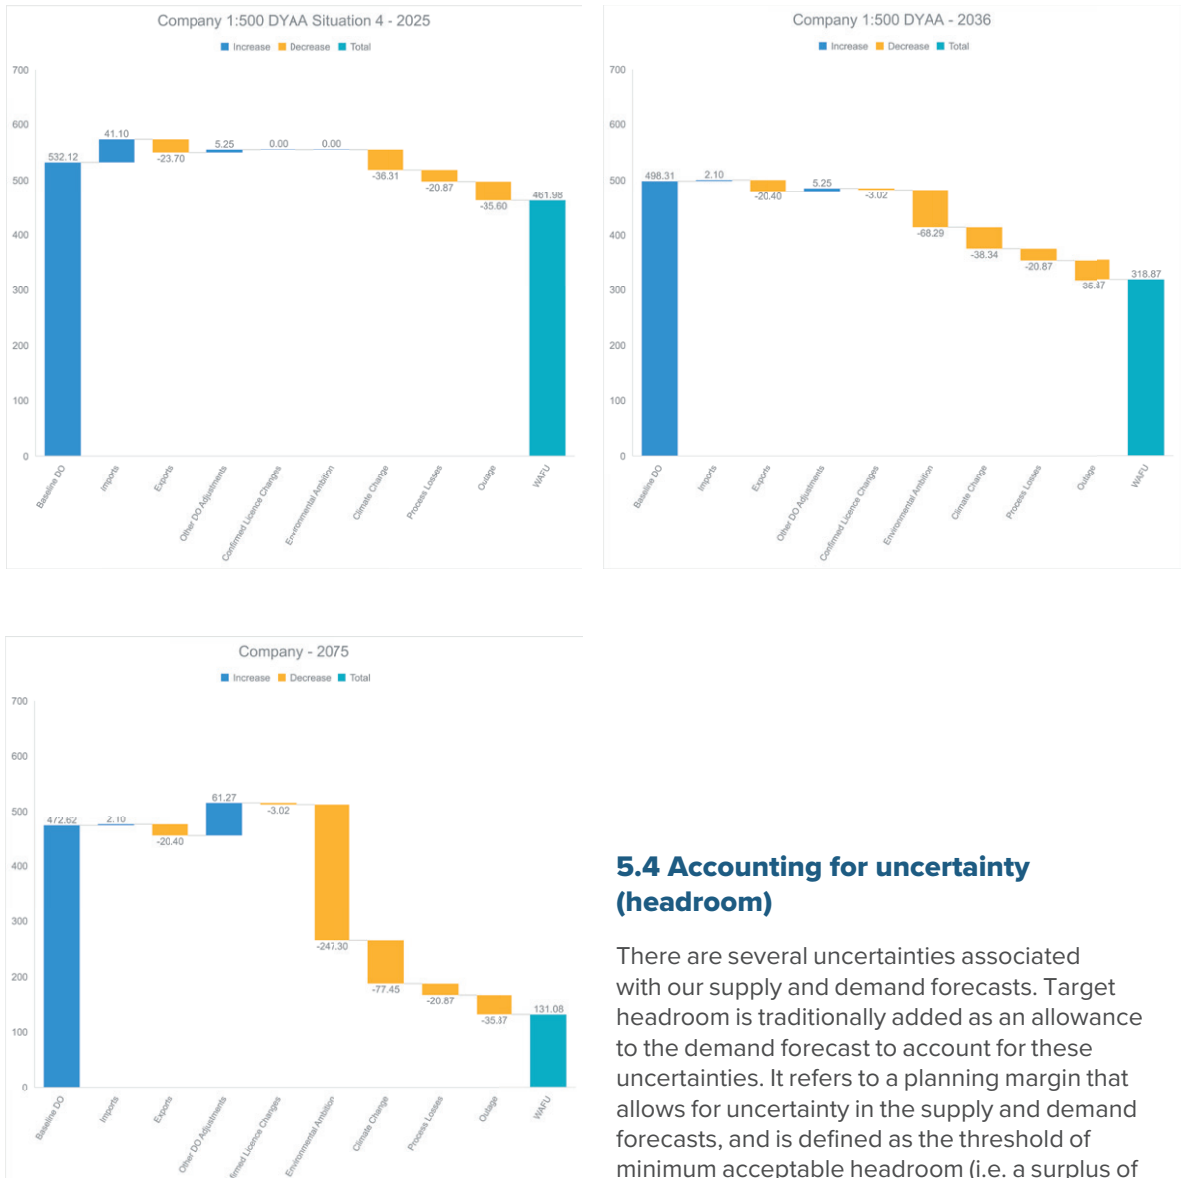 Company 1:500 DYAA Situation 4 - 2025
Increase Decrease Total
700
600
500
400
300
200
100
0
532.12
41.10
-23.70
5.25
0.00
0.00
-36.31
-20.87
-35.60
461.98
Baseline DO
Imports
Exports
Other DO Adjustments
Confirmed Licence Changes
Environmental Ambition
Climate Change
Process Losses
Outage
WAFU
Company 1:500 DYAA - 2036
Increase Decrease Total
700
600
500
400
300
200
100
0
498.31
2.10
-20.40
5.25
-3.02
-68.29
-38.34
-20.87
318.87
Baseline DO
Imports
Exports
Other DO Adjustments
Confirmed Licence Changes
Environmental Ambition
Climate Change
Process Losses
Outage
WAFU
Company - 2075
Increase Decrease Total
700
600
500
400
300
200
100
0
472.62
2.10
-20.40
61.27
-3.02
-247.30
-77.45
-20.87
131.08
Baseline DO
Imports
Exports
Other DO Adjustments
Licence Changes
Environmental Ambition
Climate Change
Process Losses
Outage
WAFU
5.4 Accounting for uncertainty
(headroom)
There are several uncertainties associated
with our supply and demand forecasts. Target
headroom is traditionally added as an allowance
to the demand forecast to account for these
uncertainties. It refers to a planning margin that
allows for uncertainty in the supply and demand
forecasts, and is defined as the threshold of
minimum acceptable headroom (i.e. a surplus of